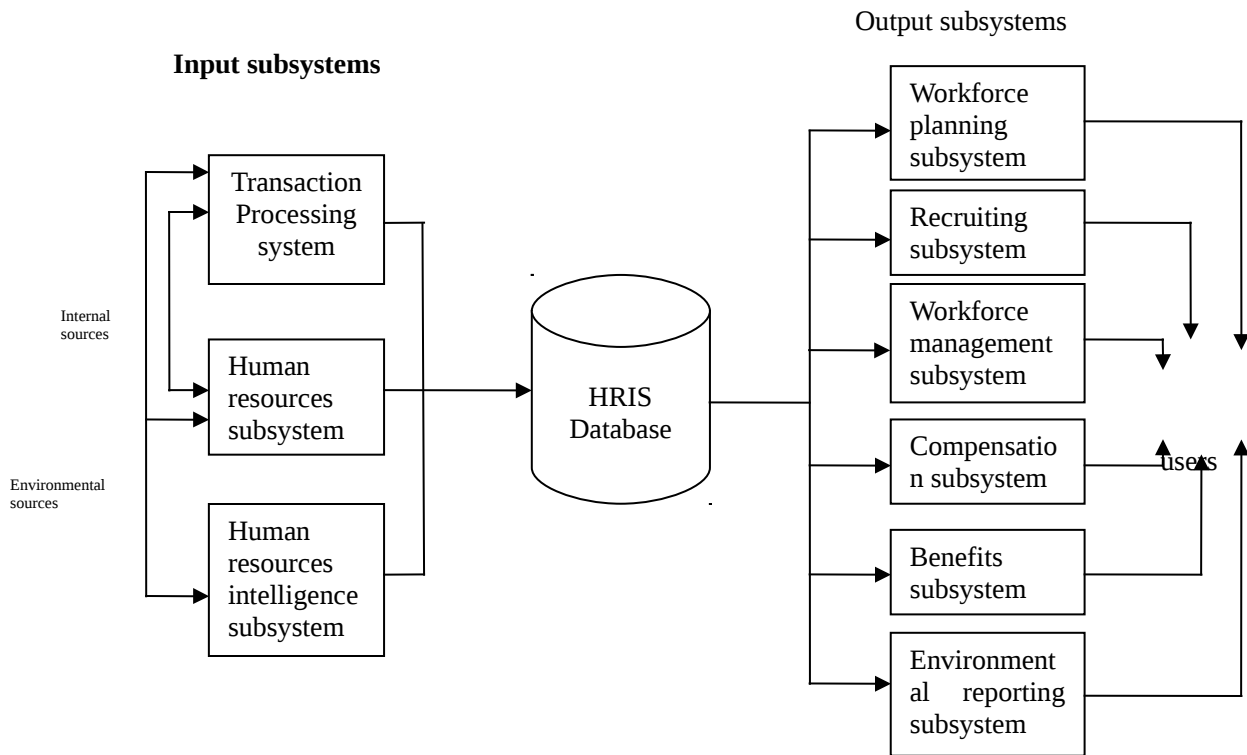 Output subsystems
Input subsystems
Transaction
Processing
system
Internal
sources
Human
resources
subsystem
Environmental
sources
Human
resources
intelligence
subsystem
HRIS
Database
Workforce
planning
subsystem
Recruiting
subsystem
Workforce
management
subsystem
Compensatio
n subsystem
users
Benefits
subsystem
Environment
al reporting
subsystem